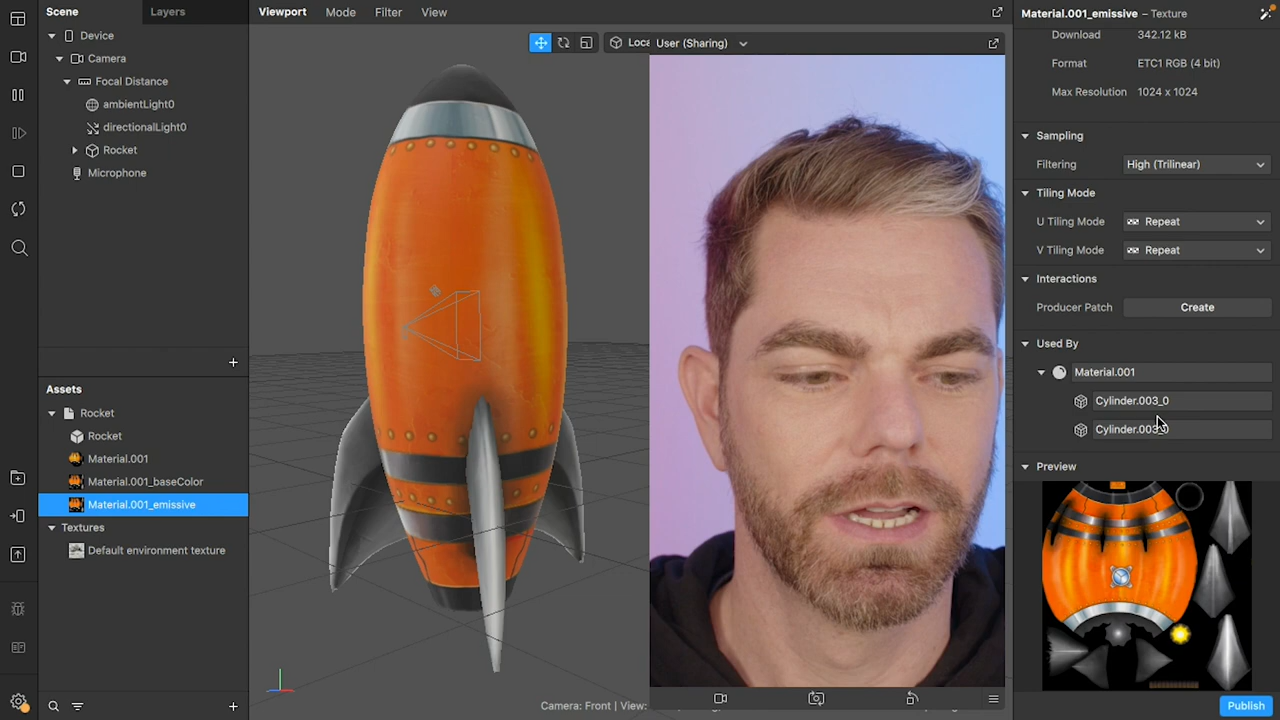 Scene
Layers
Device
Camera
Focal Distance
ambientLight0
directionalLight0
Rocket
Microphone
Assets
Rocket
Rocket
Material.001
Material.001_baseColor
Material.001_emissive
Textures
Default environment texture
Viewport Mode Filter View
Loca
User (Sharing)
Camera: Front | View:
Material.001_emissive – Texture
Download 342.12 kB
Format ETC1 RGB (4 bit)
Max Resolution 1024 x 1024
Sampling
Filtering High (Trilinear)
Tiling Mode
U Tiling Mode Repeat
V Tiling Mode Repeat
Interactions
Producer Patch Create
Used By
Material.001
Cylinder.003_0
Preview
Publish